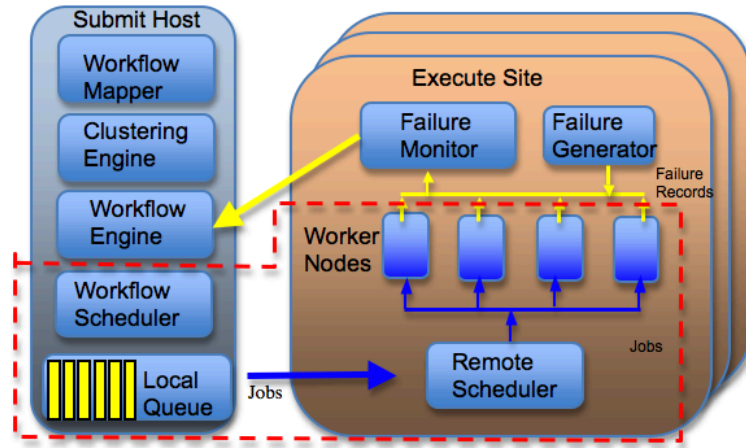 Submit Host
Workflow
Mapper
Clustering
Engine
Workflow
Engine
Workflow
Scheduler
Local
Queue
Jobs
Execute Site
Failure
Monitor
Failure
Generator
Failure
Records
Worker
Nodes
Jobs
Remote
Scheduler